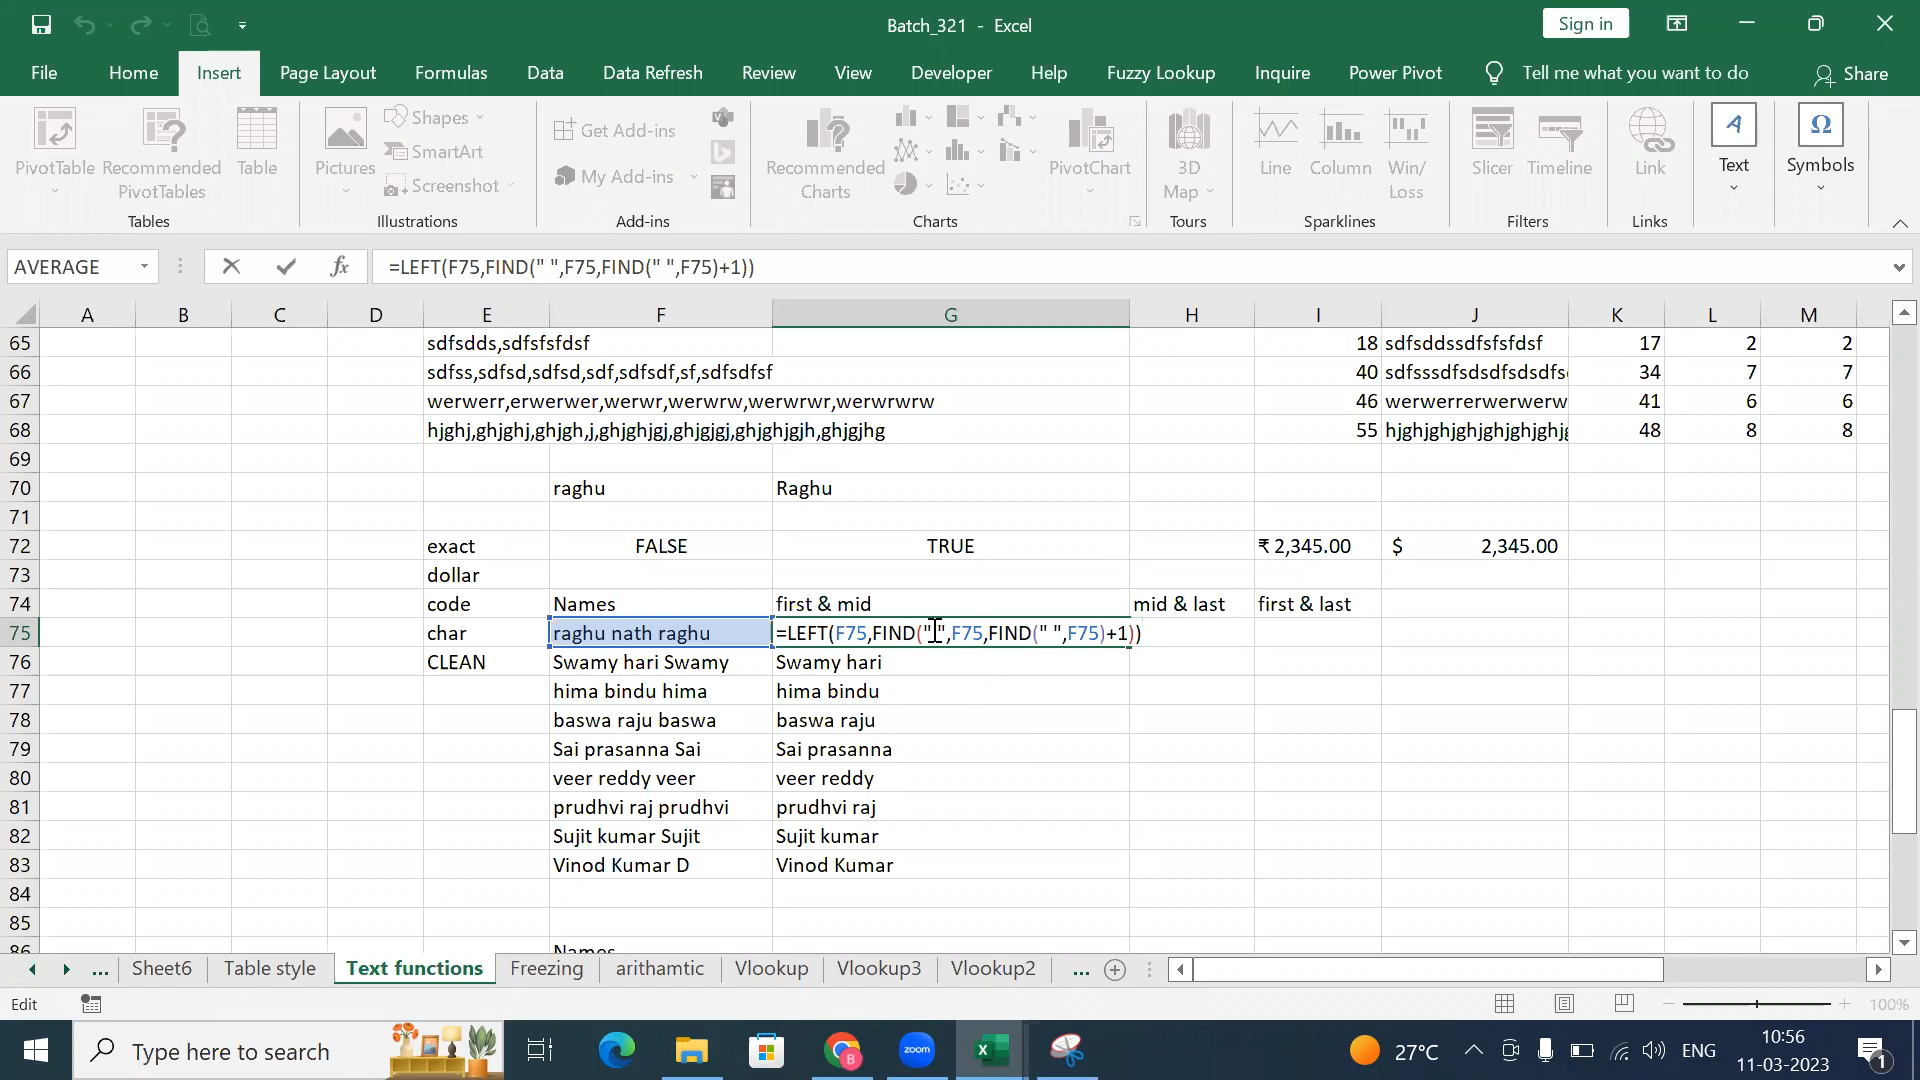 Batch_321 - Excel
Sign in
File Home Insert Page Layout Formulas Data Data Refresh Review View Developer Help Fuzzy Lookup Inquire Power Pivot Tell me what you want to do Share
PivotTable Recommended PivotTables Table
Tables
Pictures Shapes SmartArt Screenshot
Illustrations
Get Add-ins
My Add-ins
Add-ins
Recommended Charts PivotChart
Charts
3D Map
Tours
Line Column Win/Loss
Sparklines
Slicer Timeline
Filters
Link
Links
Text
Symbols
AVERAGE fx =LEFT(F75,FIND(" ",F75,FIND(" ",F75)+1))
A B C D E F G H I J K L M
65 sdfsdds,sdfsfsfdsf 18 sdfsddssdfsfsfdsf 17 2 2
66 sdfss,sdfsd,sdfsd,sdf,sdfsdf,sf,sdfsdfsf 40 sdfsssdfsdsdfsdsdfs 34 7 7
67 werwerr,erwerwer,werwr,werwrw,werwrwr,werwrwrw 46 werwerrerwerwerw 41 6 6
68 hjghj,ghjghj,ghjgh,j,ghjghjgj,ghjgjgj,ghjghjgjh,ghjgjhg 55 hjghjghjghjghjghjg 48 8 8
69
70 raghu Raghu
71
72 exact FALSE TRUE ₹ 2,345.00 $ 2,345.00
73 dollar
74 code Names first & mid mid & last first & last
75 char raghu nath raghu =LEFT(F75,FIND(" ",F75,FIND(" ",F75)+1))
76 CLEAN Swamy hari Swamy Swamy hari
77 hima bindu hima hima bindu
78 baswa raju baswa baswa raju
79 Sai prasanna Sai Sai prasanna
80 veer reddy veer veer reddy
81 prudhvi raj prudhvi prudhvi raj
82 Sujit kumar Sujit Sujit kumar
83 Vinod Kumar D Vinod Kumar
84
85
86 Names
... Sheet6 Table style Text functions Freezing arithamtic Vlookup Vlookup3 Vlookup2 ...
Edit 100%
Type here to search zoom 27°C ENG 10:56
11-03-2023 1